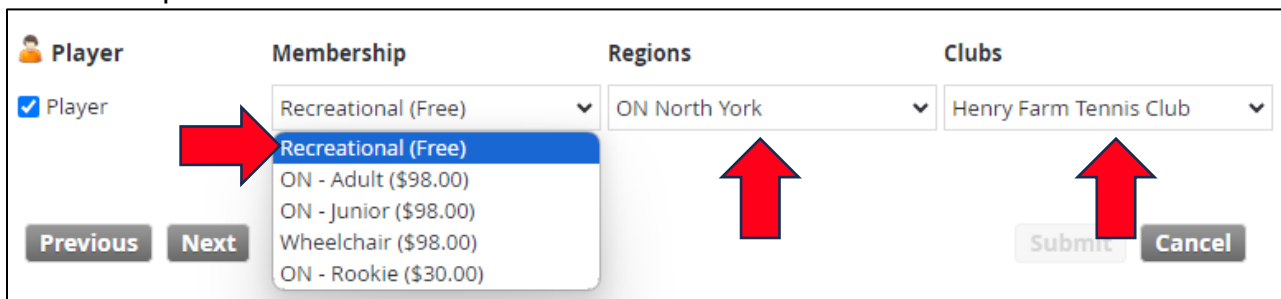 Player Membership Regions Clubs
Player Recreational (Free) ON North York Henry Farm Tennis Club
Recreational (Free)
ON - Adult ($98.00)
ON - Junior ($98.00)
Previous Next Wheelchair ($98.00) Submit Cancel
ON - Rookie ($30.00)